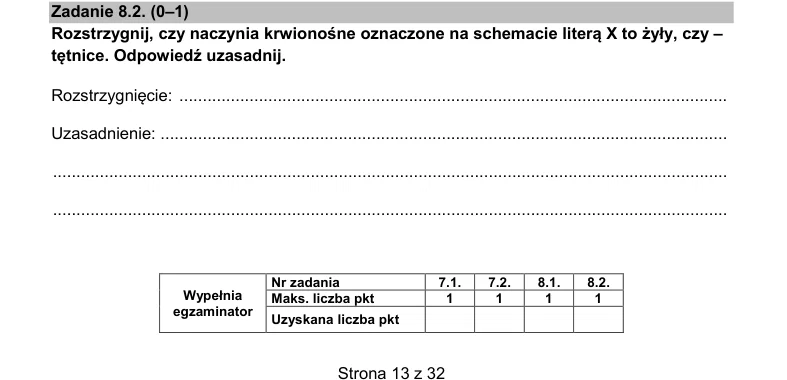 Zadanie 8.2. (0–1)
Rozstrzygnij, czy naczynia krwionośne oznaczone na schemacie literą X to żyły, czy –
tętnice. Odpowiedź uzasadnij.
Rozstrzygnięcie: ......................................................................................................................
Uzasadnienie: ..........................................................................................................................
..................................................................................................................................................
..................................................................................................................................................
Wypełnia
egzaminator
Nr zadania 7.1. 7.2. 8.1. 8.2.
Maks. liczba pkt 1 1 1 1
Uzyskana liczba pkt
Strona 13 z 32